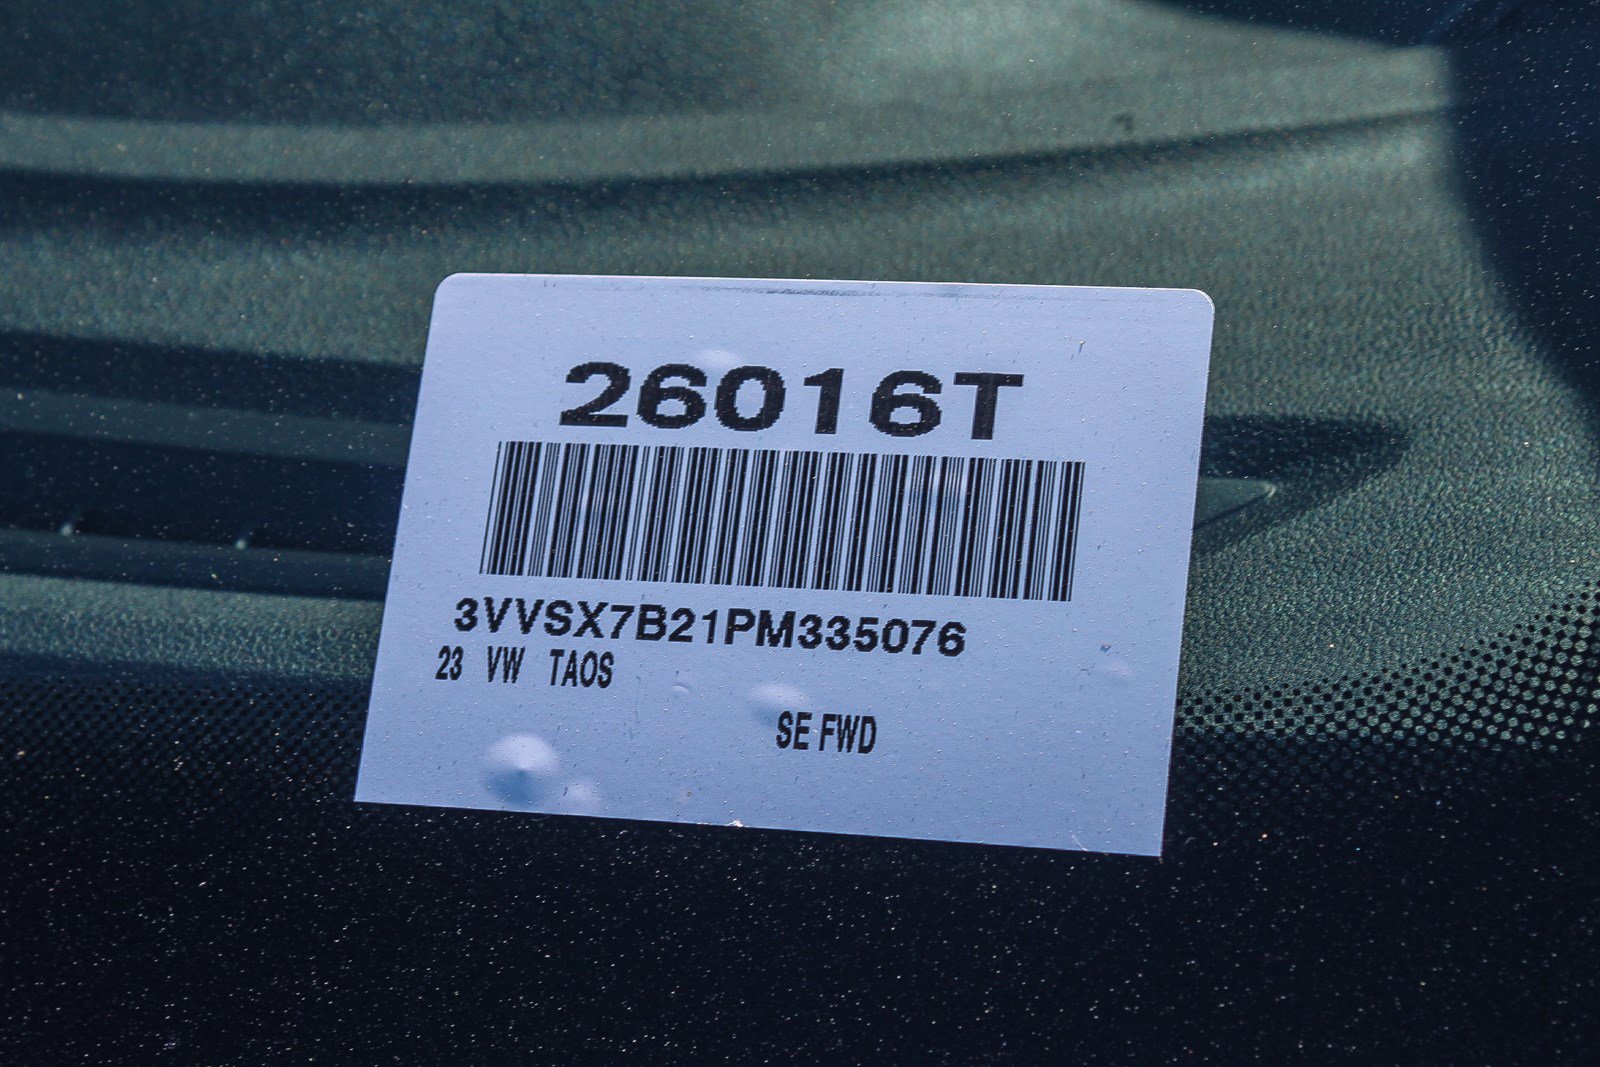 26016T
3VVSX7B21PM335076
23 VW TAOS
SE FWD